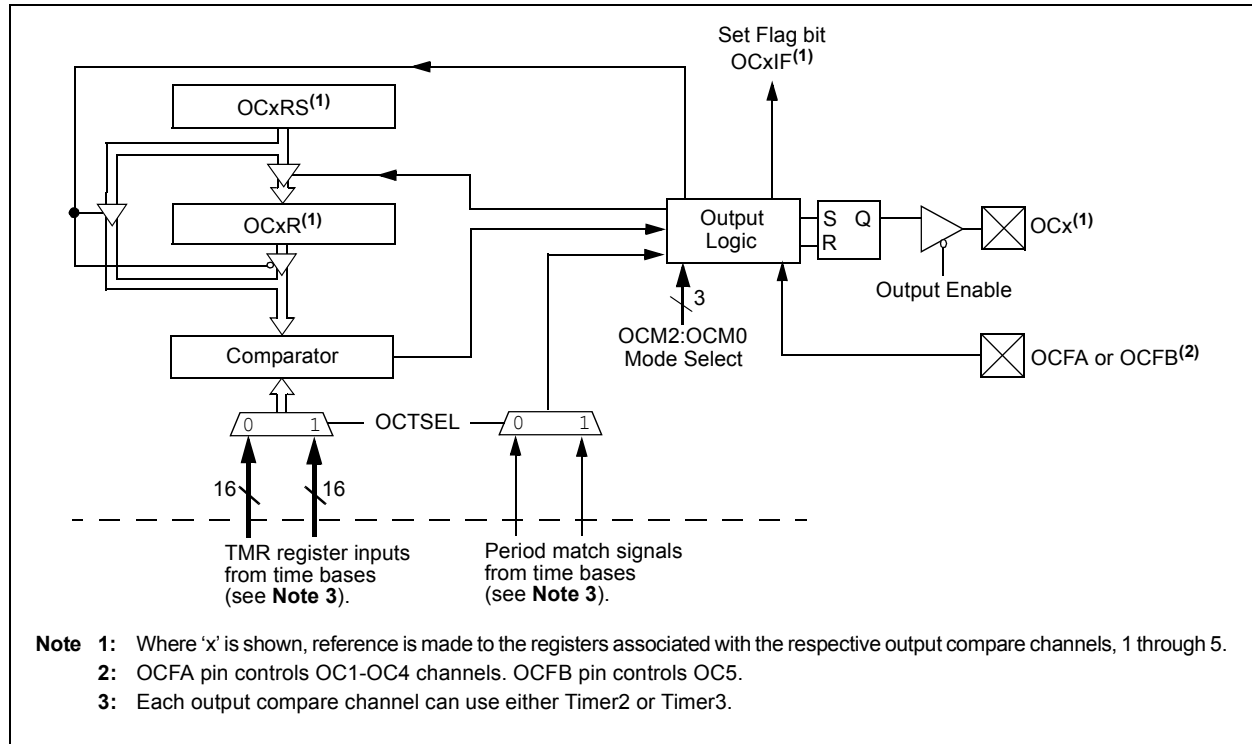 Set Flag bit
OCxIF(1)
OCxRS(1)
OCxR(1)
Output
Logic
S Q
R
OCx(1)
Output Enable
3
OCM2:OCM0
Mode Select
Comparator
OCFA or OCFB(2)
0 1
OCTSEL
0 1
16
16
TMR register inputs
from time bases
(see Note 3).
Period match signals
from time bases
(see Note 3).
Note 1: Where ‘x’ is shown, reference is made to the registers associated with the respective output compare channels, 1 through 5.
2: OCFA pin controls OC1-OC4 channels. OCFB pin controls OC5.
3: Each output compare channel can use either Timer2 or Timer3.